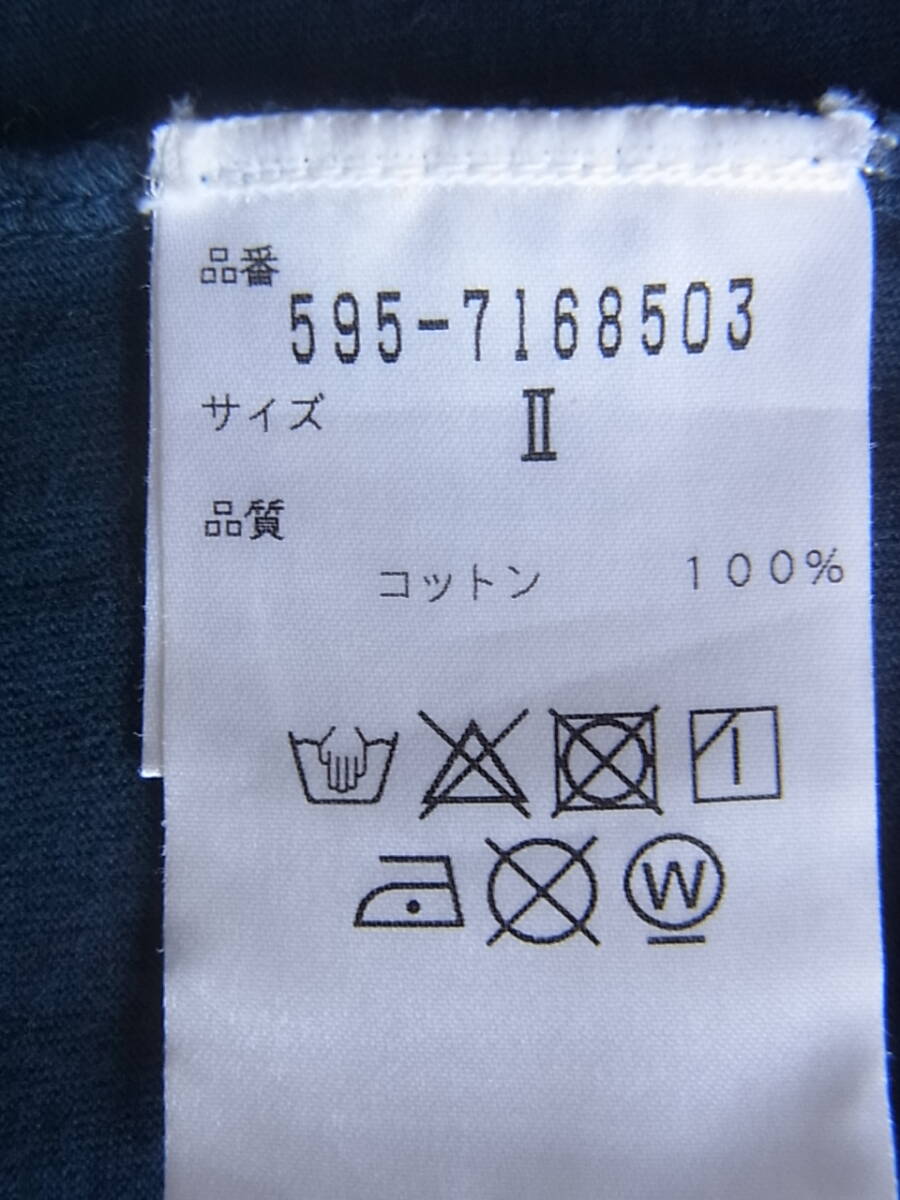 品番
595-7168503
サイズ Ⅱ
品質
コットン 100%
W